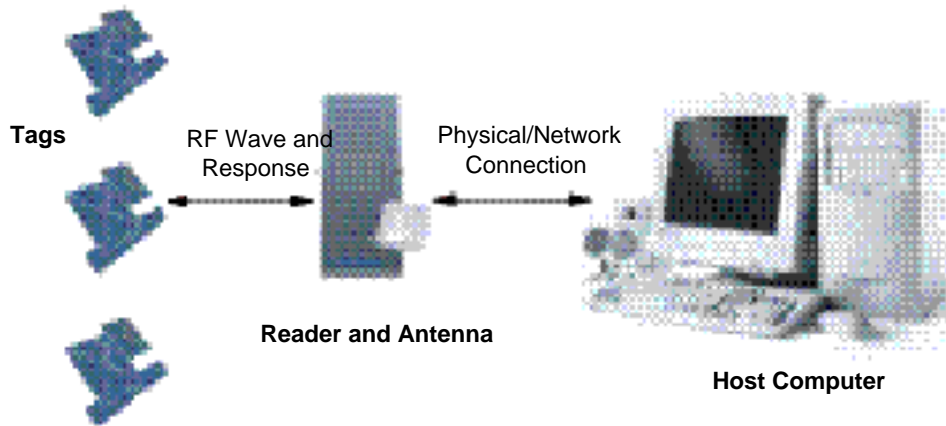 Tags
RF Wave and
Response
Physical/Network
Connection
Reader and Antenna
Host Computer